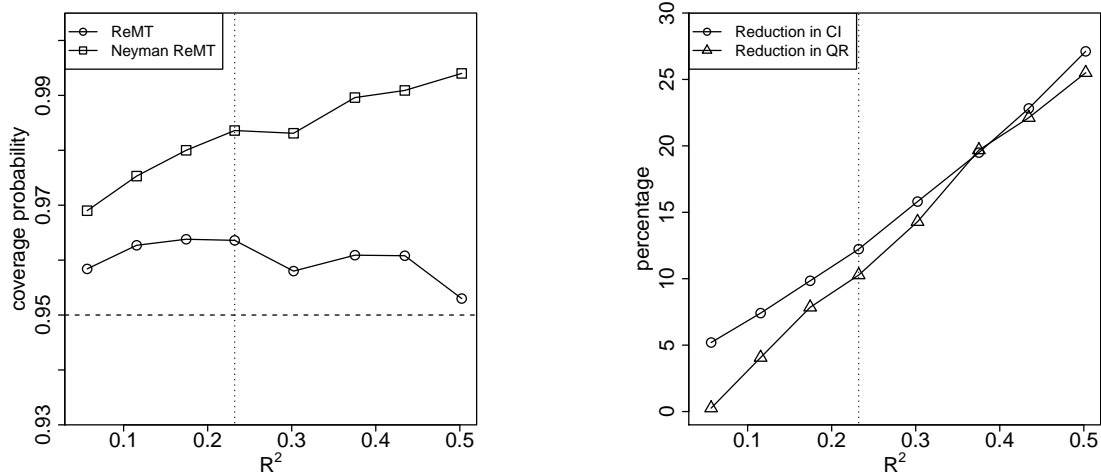 ReMT
Neyman ReMT
coverage probability
0.99
0.97
0.95
0.93
0.1
0.2
0.3
0.4
0.5
R²
Reduction in CI
Reduction in QR
percentage
30
25
20
15
10
5
0
0.1
0.2
0.3
0.4
0.5
R²